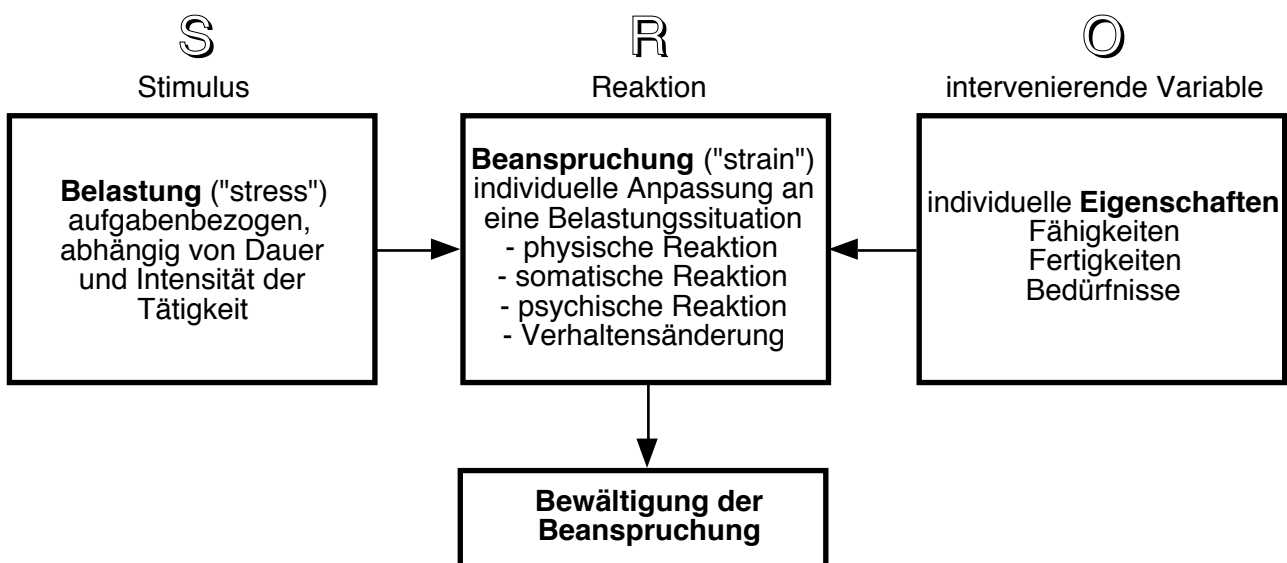 S
Stimulus
Belastung ("stress")
aufgabenbezogen,
abhängig von Dauer
und Intensität der
Tätigkeit
R
Reaktion
Beanspruchung ("strain")
individuelle Anpassung an
eine Belastungssituation
- physische Reaktion
- somatische Reaktion
- psychische Reaktion
- Verhaltensänderung
O
intervenierende Variable
individuelle Eigenschaften
Fähigkeiten
Fertigkeiten
Bedürfnisse
Bewältigung der
Beanspruchung